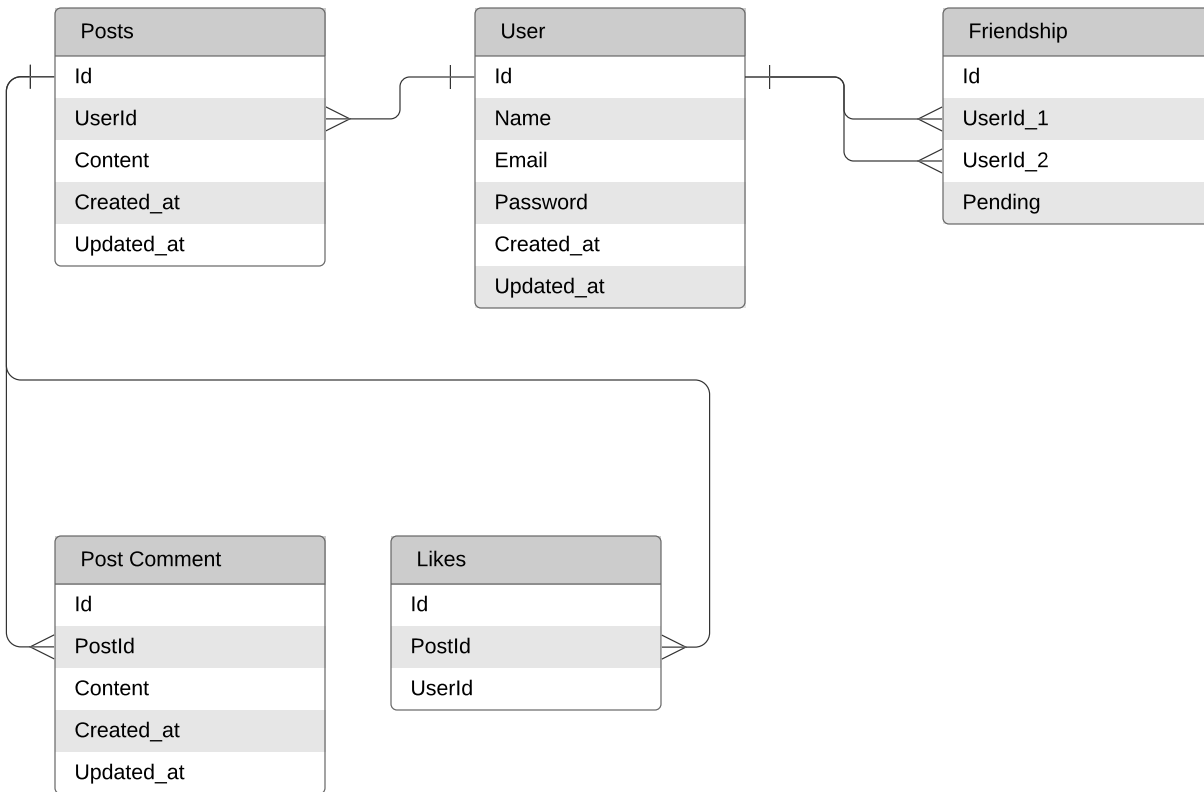 Posts
Id
UserId
Content
Created_at
Updated_at
User
Id
Name
Email
Password
Created_at
Updated_at
Friendship
Id
UserId_1
UserId_2
Pending
Post Comment
Id
PostId
Content
Created_at
Updated_at
Likes
Id
PostId
UserId